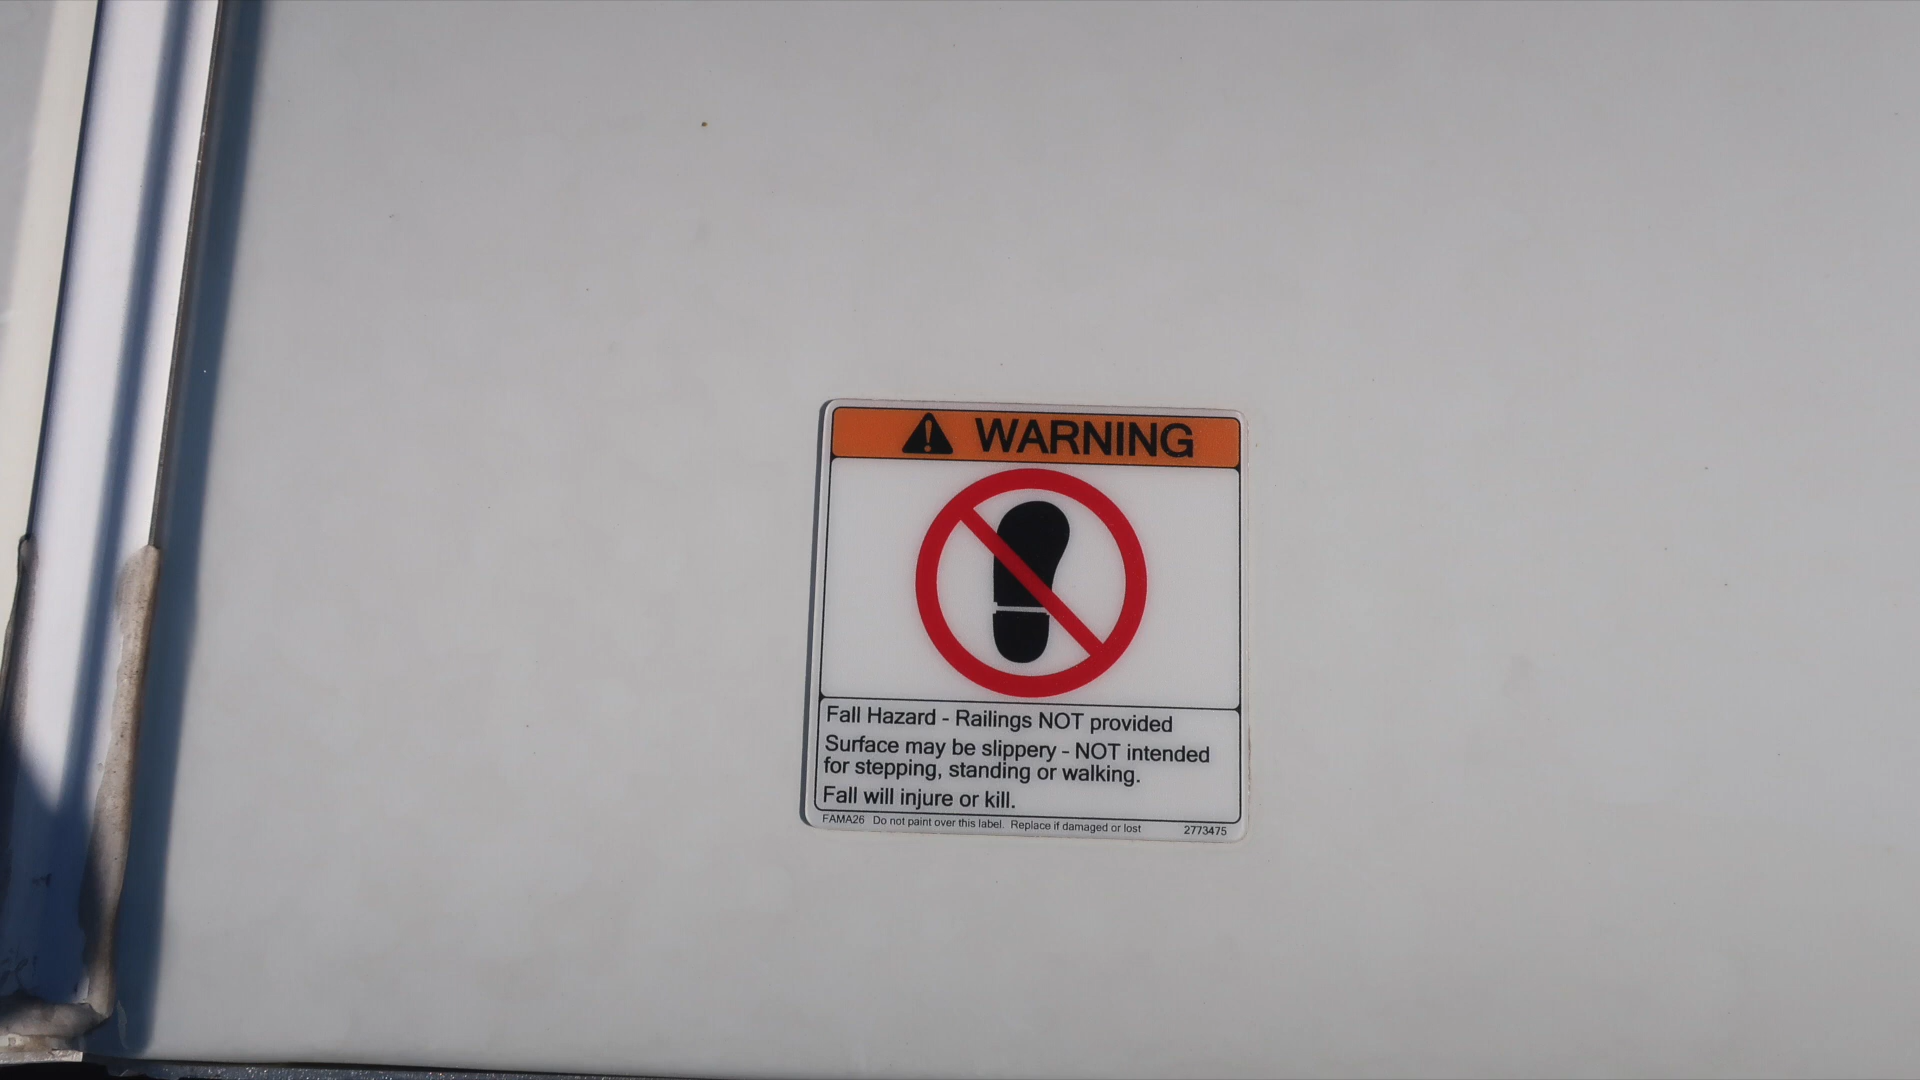 WARNING
Fall Hazard - Railings NOT provided
Surface may be slippery - NOT intended
for stepping, standing or walking.
Fall will injure or kill.
FAMA26 Do not paint over this label. Replace if damaged or lost 2773475